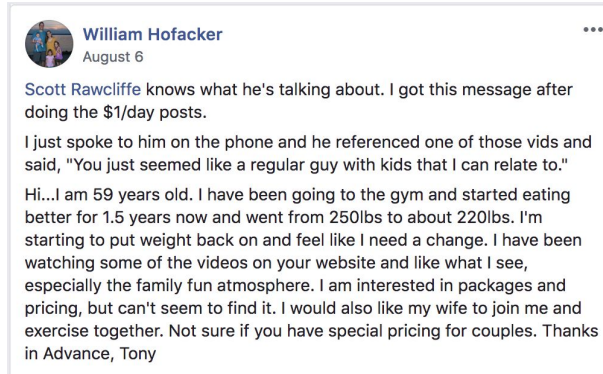 William Hofacker
August 6
Scott Rawcliffe knows what he's talking about. I got this message after
doing the $1/day posts.
I just spoke to him on the phone and he referenced one of those vids and
said, "You just seemed like a regular guy with kids that I can relate to."
Hi...I am 59 years old. I have been going to the gym and started eating
better for 1.5 years now and went from 250lbs to about 220lbs. I'm
starting to put weight back on and feel like I need a change. I have been
watching some of the videos on your website and like what I see,
especially the family fun atmosphere. I am interested in packages and
pricing, but can't seem to find it. I would also like my wife to join me and
exercise together. Not sure if you have special pricing for couples. Thanks
in Advance, Tony